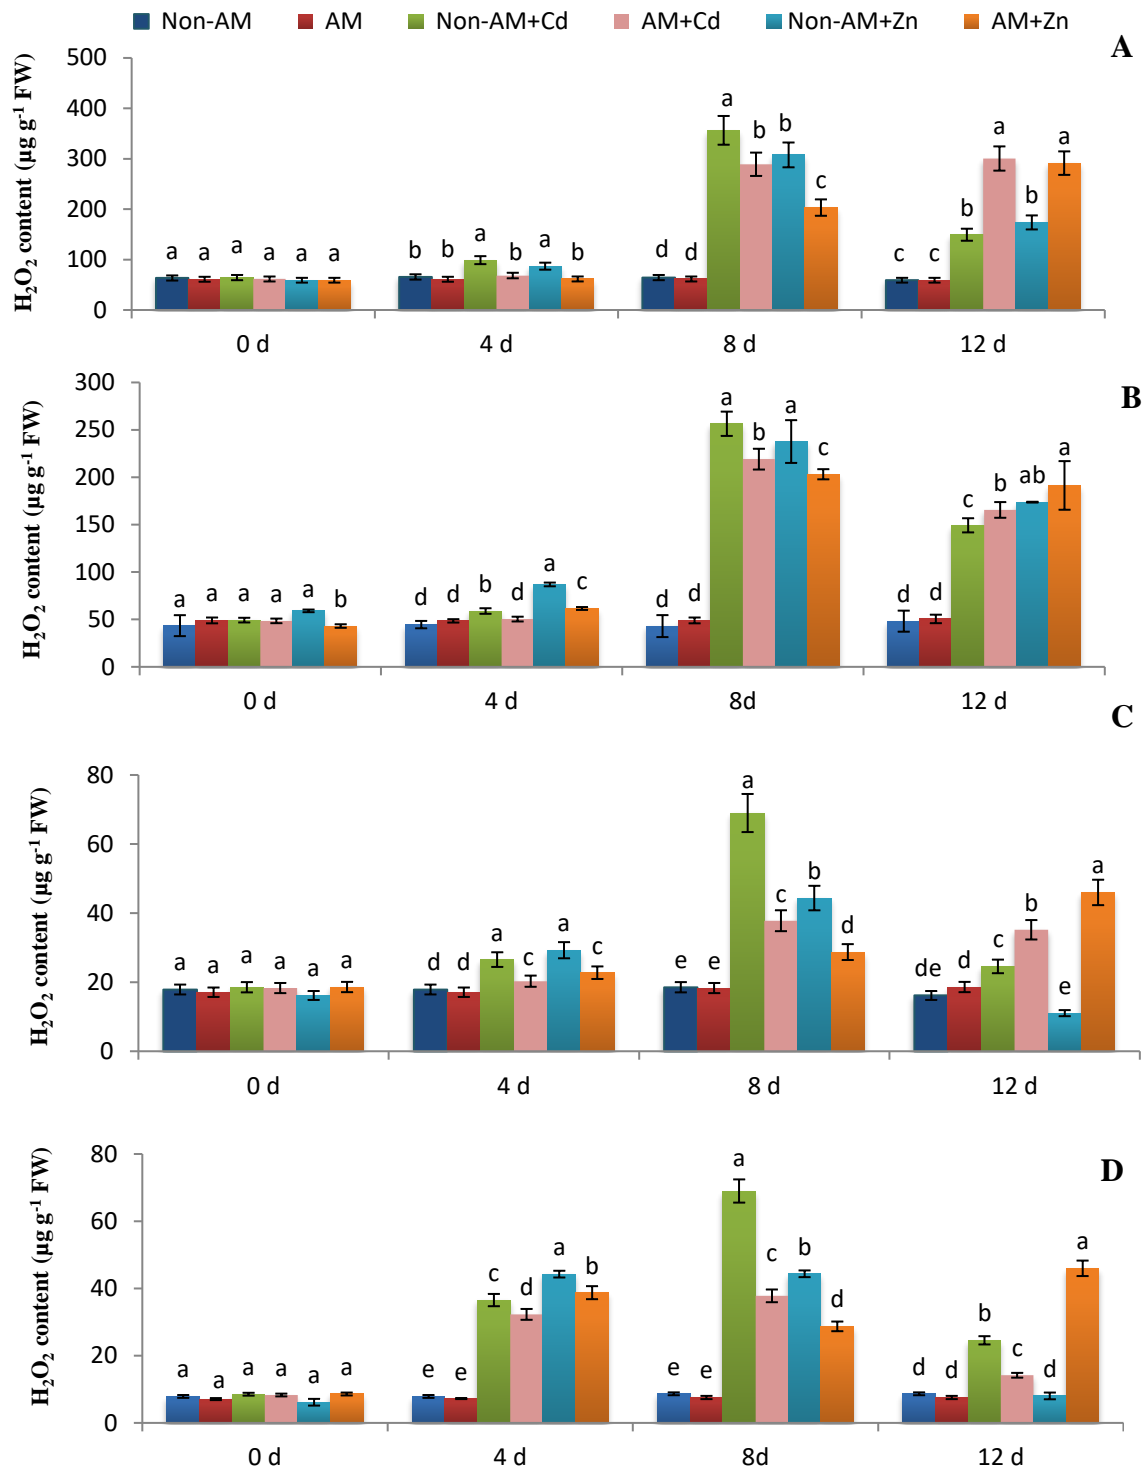 Non-AM AM Non-AM+Cd AM+Cd Non-AM+Zn AM+Zn
A
H₂O₂ content (µg g⁻¹ FW)
500
400
300
200
100
0
a a a a a a
b b a b a b
d d a b b c
c c b a b a
0 d 4 d 8 d 12 d
B
H₂O₂ content (µg g⁻¹ FW)
300
250
200
150
100
50
0
a a a a a b
d d b d a c
d d a b a c
d d c b ab a
0 d 4 d 8d 12 d
C
H₂O₂ content (µg g⁻¹ FW)
80
60
40
20
0
a a a a a a
d d a c a c
e e a c b d
de d c b e a
0 d 4 d 8 d 12 d
D
H₂O₂ content (µg g⁻¹ FW)
80
60
40
20
0
a a a a a a
e e c d a b
e e a c b d
d d b c d a
0 d 4 d 8d 12 d